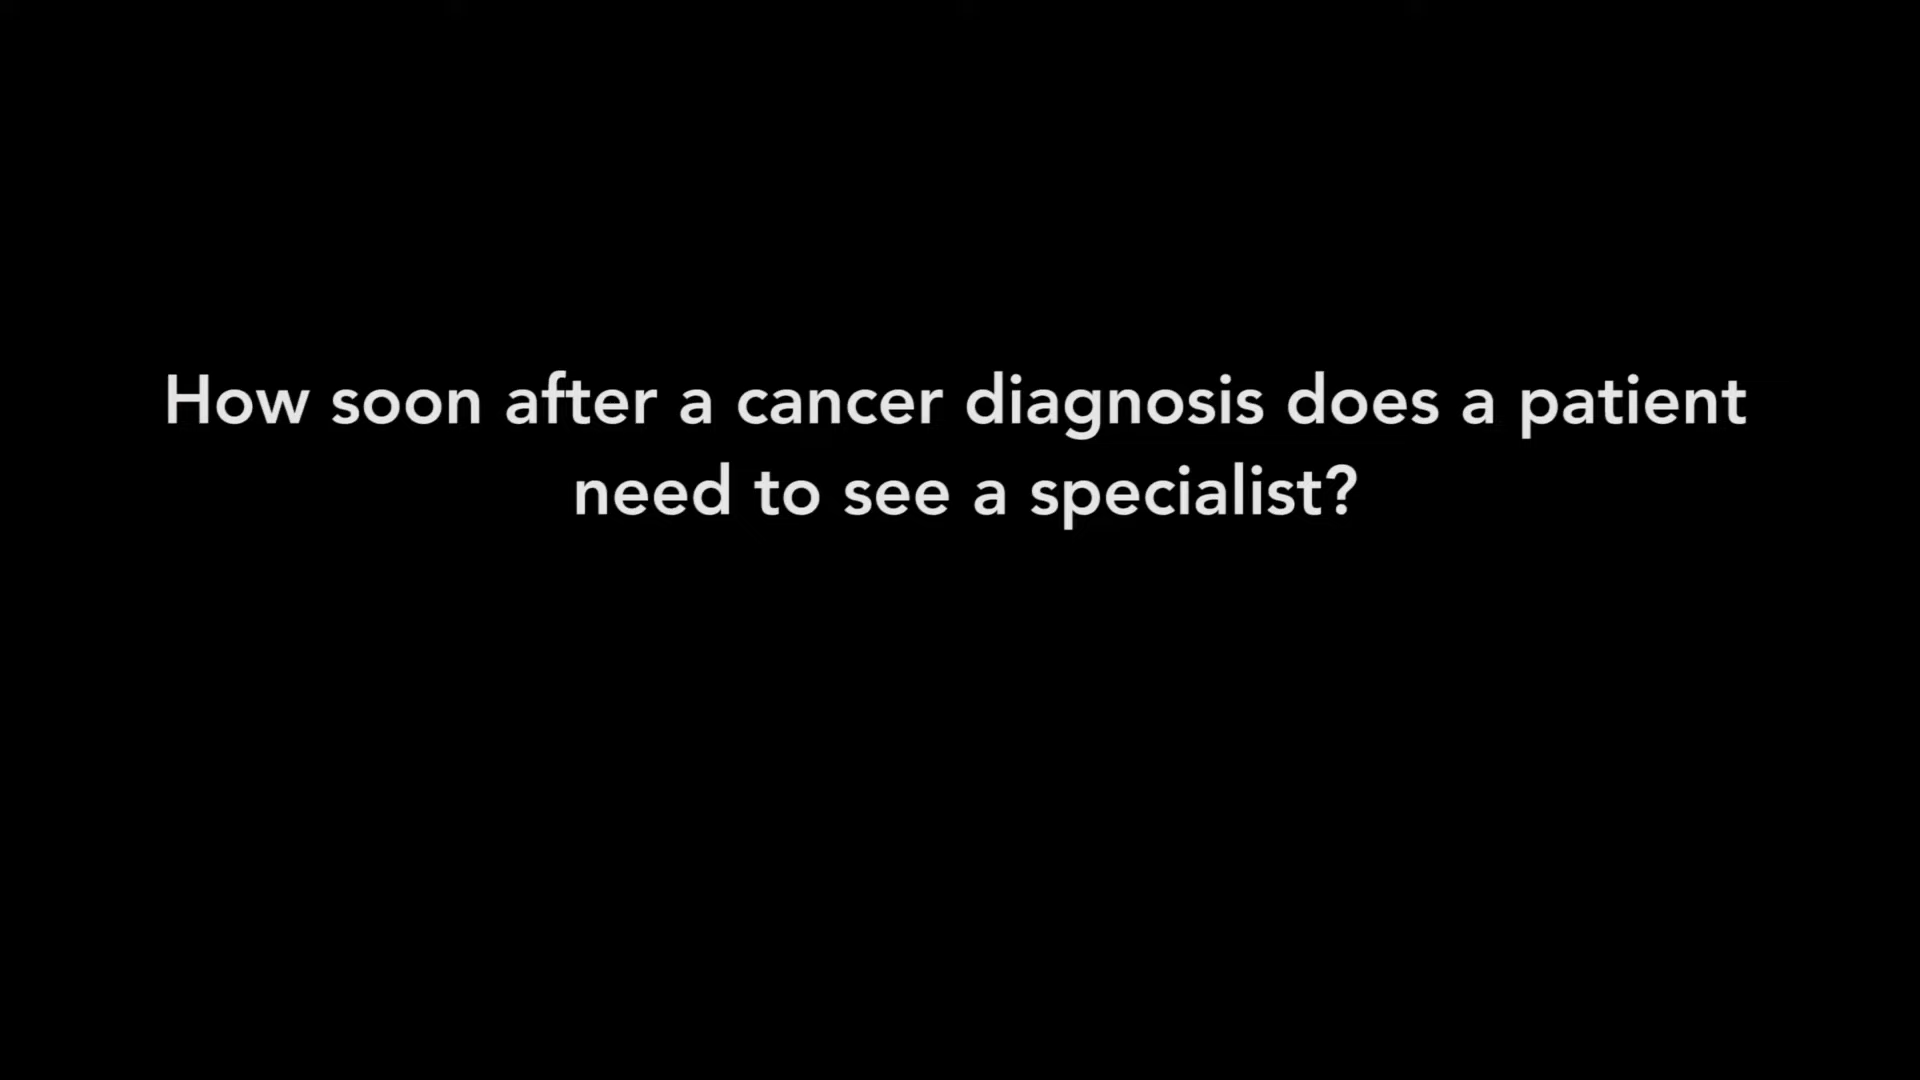 How soon after a cancer diagnosis does a patient
need to see a specialist?